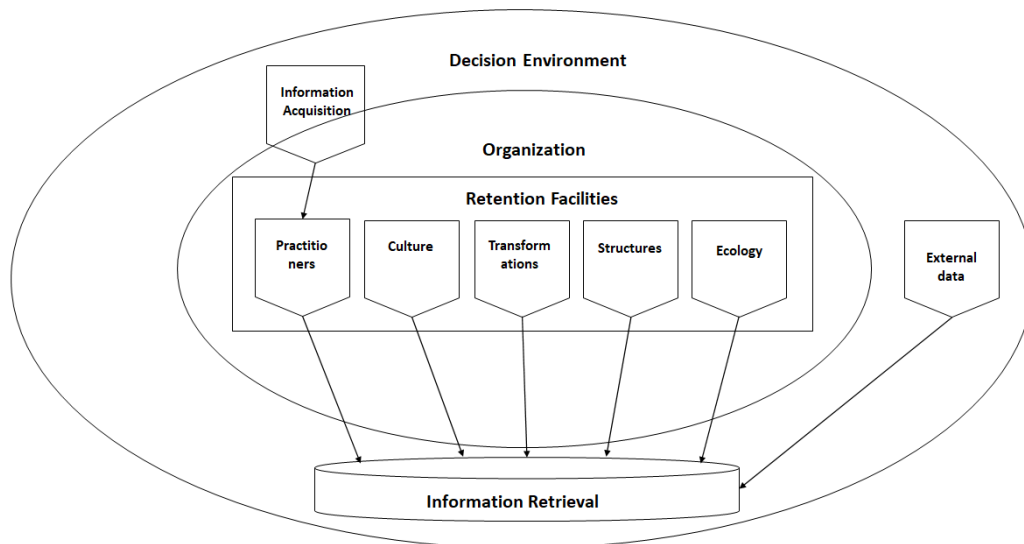 Decision Environment
Information
Acquisition
Organization
Retention Facilities
Practitio
ners
Culture
Transform
ations
Structures
Ecology
External
data
Information Retrieval